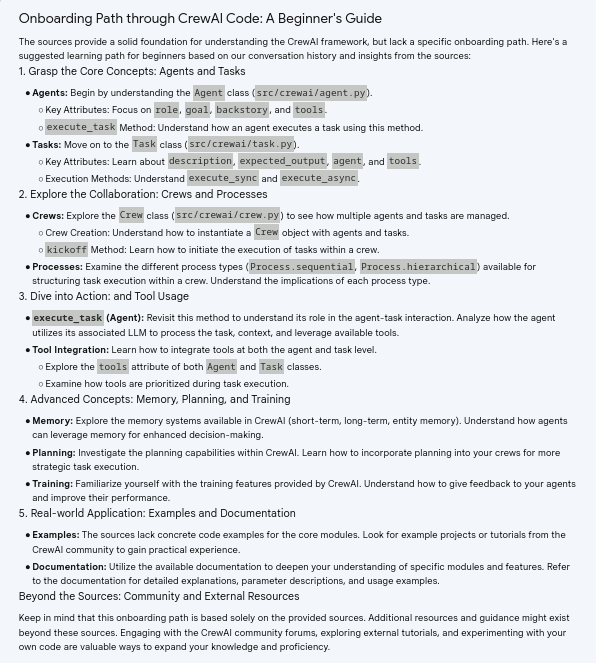 Onboarding Path through CrewAI Code: A Beginner's Guide
The sources provide a solid foundation for understanding the CrewAI framework, but lack a specific onboarding path. Here's a
suggested learning path for beginners based on our conversation history and insights from the sources:
1. Grasp the Core Concepts: Agents and Tasks
● Agents: Begin by understanding the Agent class (src/crewai/agent.py).
○ Key Attributes: Focus on role, goal, backstory, and tools.
○ execute_task Method: Understand how an agent executes a task using this method.
● Tasks: Move on to the Task class (src/crewai/task.py).
○ Key Attributes: Learn about description, expected_output, agent, and tools.
○ Execution Methods: Understand execute_sync and execute_async.
2. Explore the Collaboration: Crews and Processes
● Crews: Explore the Crew class (src/crewai/crew.py) to see how multiple agents and tasks are managed.
○ Crew Creation: Understand how to instantiate a Crew object with agents and tasks.
○ kickoff Method: Learn how to initiate the execution of tasks within a crew.
● Processes: Examine the different process types (Process.sequential, Process.hierarchical) available for
structuring task execution within a crew. Understand the implications of each process type.
3. Dive into Action: and Tool Usage
● execute_task (Agent): Revisit this method to understand its role in the agent-task interaction. Analyze how the agent
utilizes its associated LLM to process the task, context, and leverage available tools.
● Tool Integration: Learn how to integrate tools at both the agent and task level.
○ Explore the tools attribute of both Agent and Task classes.
○ Examine how tools are prioritized during task execution.
4. Advanced Concepts: Memory, Planning, and Training
● Memory: Explore the memory systems available in CrewAI (short-term, long-term, entity memory). Understand how agents
can leverage memory for enhanced decision-making.
● Planning: Investigate the planning capabilities within CrewAI. Learn how to incorporate planning into your crews for more
strategic task execution.
● Training: Familiarize yourself with the training features provided by CrewAI. Understand how to give feedback to your agents
and improve their performance.
5. Real-world Application: Examples and Documentation
● Examples: The sources lack concrete code examples for the core modules. Look for example projects or tutorials from the
CrewAI community to gain practical experience.
● Documentation: Utilize the available documentation to deepen your understanding of specific modules and features. Refer
to the documentation for detailed explanations, parameter descriptions, and usage examples.
Beyond the Sources: Community and External Resources
Keep in mind that this onboarding path is based solely on the provided sources. Additional resources and guidance might exist
beyond these sources. Engaging with the CrewAI community forums, exploring external tutorials, and experimenting with your
own code are valuable ways to expand your knowledge and proficiency.